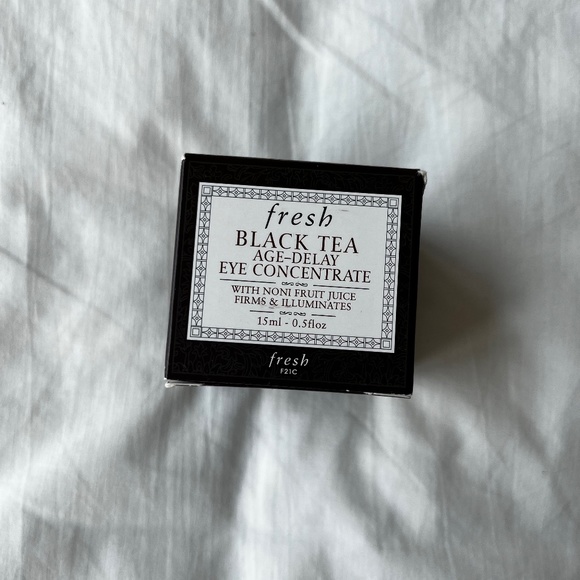 fresh
BLACK TEA
AGE-DELAY
EYE CONCENTRATE
WITH NONI FRUIT JUICE
FIRMS & ILLUMINATES
15ml - 0.5floz
fresh
F21C